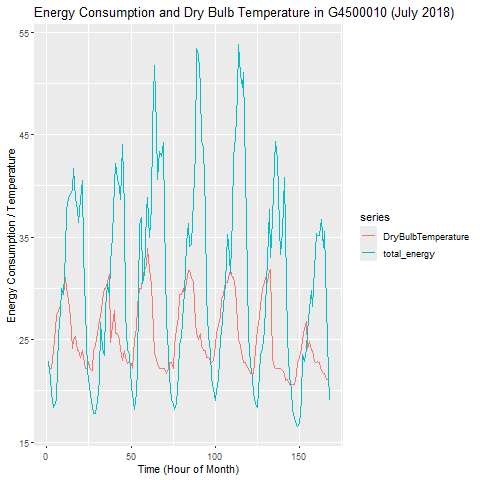 Energy Consumption and Dry Bulb Temperature in G4500010 (July 2018)
55
45
35
25
15
Energy Consumption / Temperature
0
50
100
150
Time (Hour of Month)
series
DryBulbTemperature
total_energy